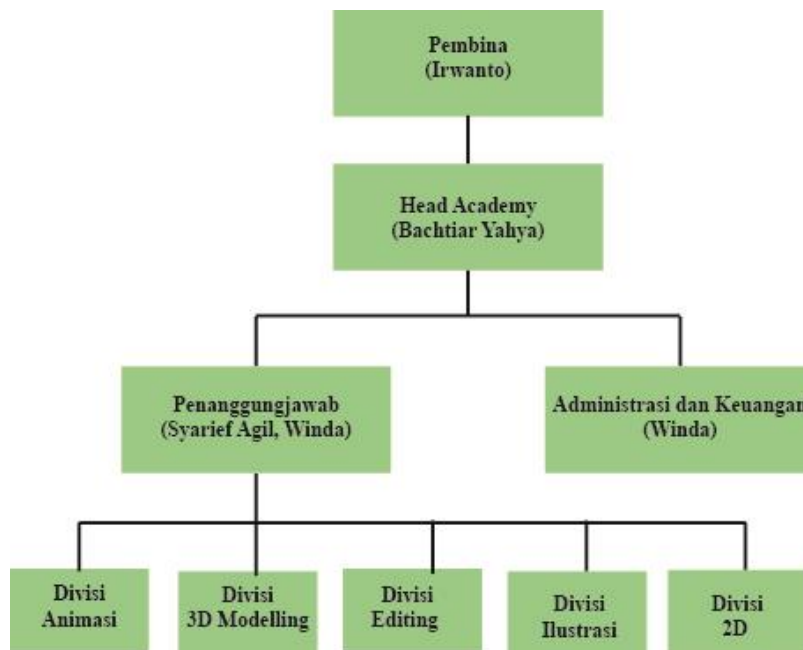 Pembina
(Irwanto)
Head Academy
(Bachtiar Yahya)
Penanggungjawab
(Syarief Agil, Winda)
Administrasi dan Keuangan
(Winda)
Divisi
Animasi
Divisi
3D Modelling
Divisi
Editing
Divisi
Ilustrasi
Divisi
2D